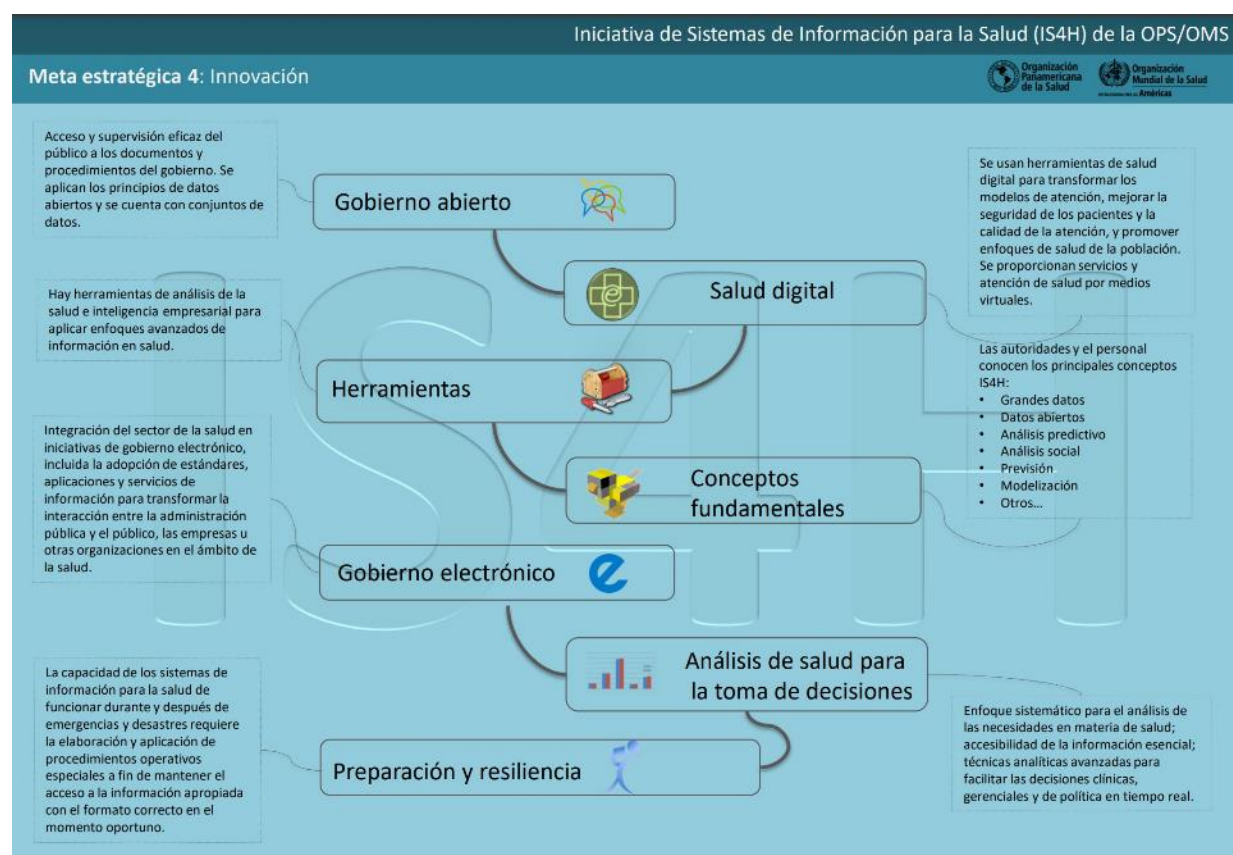 Iniciativa de Sistemas de Información para la Salud (IS4H) de la OPS/OMS
Meta estratégica 4: Innovación
Organización
Panamericana
de la Salud
Organización
Mundial de la Salud
Américas
Acceso y supervisión eficaz del
público a los documentos y
procedimientos del gobierno. Se
aplican los principios de datos
abiertos y se cuenta con conjuntos de
datos.
Gobierno abierto
Se usan herramientas de salud
digital para transformar los
modelos de atención, mejorar la
seguridad de los pacientes y la
calidad de la atención, y promover
enfoques de salud de la población.
Se proporcionan servicios y
atención de salud por medios
virtuales.
Salud digital
Hay herramientas de análisis de la
salud e inteligencia empresarial para
aplicar enfoques avanzados de
información en salud.
Herramientas
Las autoridades y el personal
conocen los principales conceptos
IS4H:
• Grandes datos
• Datos abiertos
• Análisis predictivo
• Análisis social
• Previsión
• Modelización
• Otros...
Conceptos
fundamentales
Integración del sector de la salud en
iniciativas de gobierno electrónico,
incluida la adopción de estándares,
aplicaciones y servicios de
información para transformar la
interacción entre la administración
pública y el público, las empresas u
otras organizaciones en el ámbito de
la salud.
Gobierno electrónico
Análisis de salud para
la toma de decisiones
Enfoque sistemático para el análisis de
las necesidades en materia de salud;
accesibilidad de la información esencial;
técnicas analíticas avanzadas para
facilitar las decisiones clínicas,
gerenciales y de política en tiempo real.
La capacidad de los sistemas de
información para la salud de
funcionar durante y después de
emergencias y desastres requiere
la elaboración y aplicación de
procedimientos operativos
especiales a fin de mantener el
acceso a la información apropiada
con el formato correcto en el
momento oportuno.
Preparación y resiliencia
IS4H